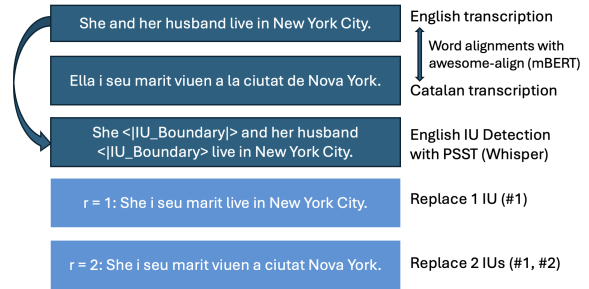 She and her husband live in New York City.
English transcription
Word alignments with
awesome-align (mBERT)
Ella i seu marit viuen a la ciutat de Nova York.
Catalan transcription
She <|IU_Boundary|> and her husband
<|IU_Boundary> live in New York City.
English IU Detection
with PSST (Whisper)
r = 1: She i seu marit live in New York City.
Replace 1 IU (#1)
r = 2: She i seu marit viuen a ciutat Nova York.
Replace 2 IUs (#1, #2)